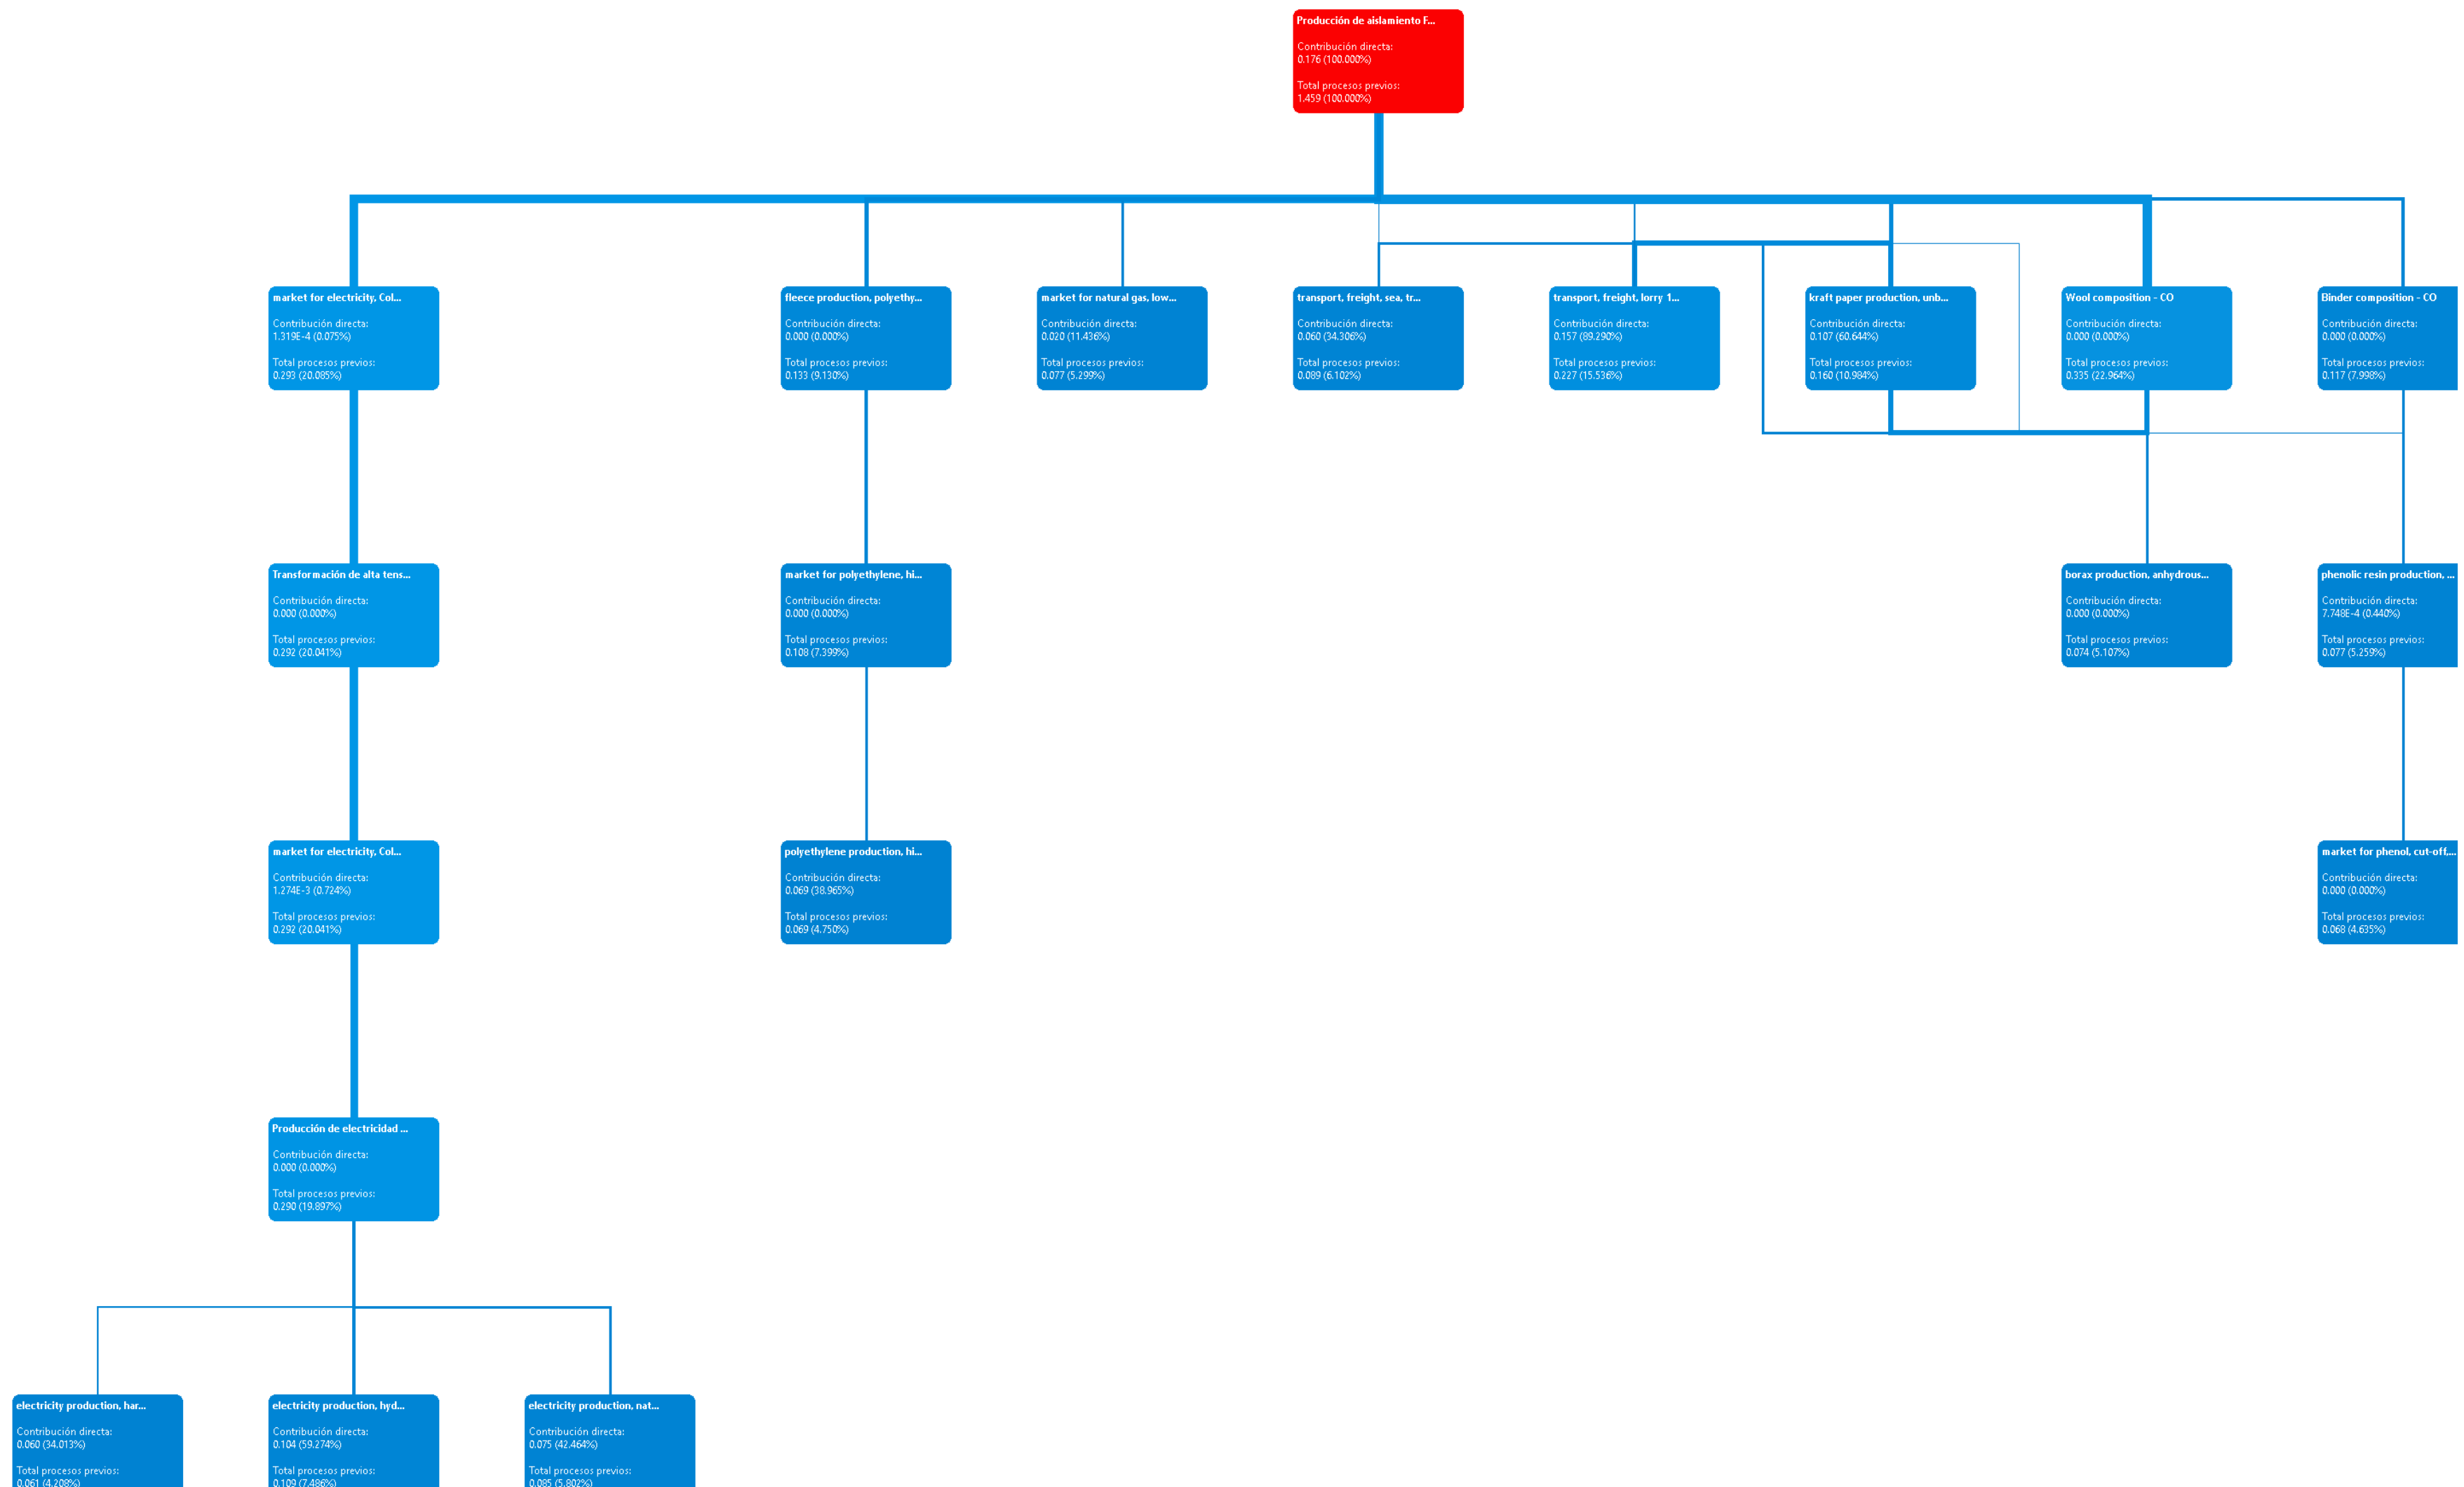 Producción de aislamiento F...
Contribución directa:
0.176 (100.000%)
Total procesos previos:
1.459 (100.000%)
market for electricity, Col...
Contribución directa:
1.319E-4 (0.075%)
Total procesos previos:
0.293 (20.085%)
fleece production, polyethy...
Contribución directa:
0.000 (0.000%)
Total procesos previos:
0.133 (9.130%)
market for natural gas, low...
Contribución directa:
0.020 (11.436%)
Total procesos previos:
0.077 (5.299%)
transport, freight, sea, tr...
Contribución directa:
0.060 (34.306%)
Total procesos previos:
0.089 (6.102%)
transport, freight, lorry 1...
Contribución directa:
0.157 (89.290%)
Total procesos previos:
0.227 (15.536%)
kraft paper production, unb...
Contribución directa:
0.107 (60.644%)
Total procesos previos:
0.160 (10.984%)
Wool composition - CO
Contribución directa:
0.000 (0.000%)
Total procesos previos:
0.335 (22.964%)
Binder composition - CO
Contribución directa:
0.000 (0.000%)
Total procesos previos:
0.117 (7.998%)
Transformación de alta tens...
Contribución directa:
0.000 (0.000%)
Total procesos previos:
0.292 (20.041%)
market for polyethylene, hi...
Contribución directa:
0.000 (0.000%)
Total procesos previos:
0.108 (7.399%)
borax production, anhydrous...
Contribución directa:
0.000 (0.000%)
Total procesos previos:
0.074 (5.107%)
phenolic resin production, ...
Contribución directa:
7.748E-4 (0.440%)
Total procesos previos:
0.077 (5.259%)
market for electricity, Col...
Contribución directa:
1.274E-3 (0.724%)
Total procesos previos:
0.292 (20.041%)
polyethylene production, hi...
Contribución directa:
0.069 (38.965%)
Total procesos previos:
0.069 (4.750%)
market for phenol, cut-off,...
Contribución directa:
0.000 (0.000%)
Total procesos previos:
0.068 (4.635%)
Producción de electricidad ...
Contribución directa:
0.000 (0.000%)
Total procesos previos:
0.290 (19.897%)
electricity production, har...
Contribución directa:
0.060 (34.013%)
Total procesos previos:
0.061 (4.208%)
electricity production, hyd...
Contribución directa:
0.104 (59.274%)
Total procesos previos:
0.109 (7.486%)
electricity production, nat...
Contribución directa:
0.075 (42.464%)
Total procesos previos:
0.085 (5.802%)